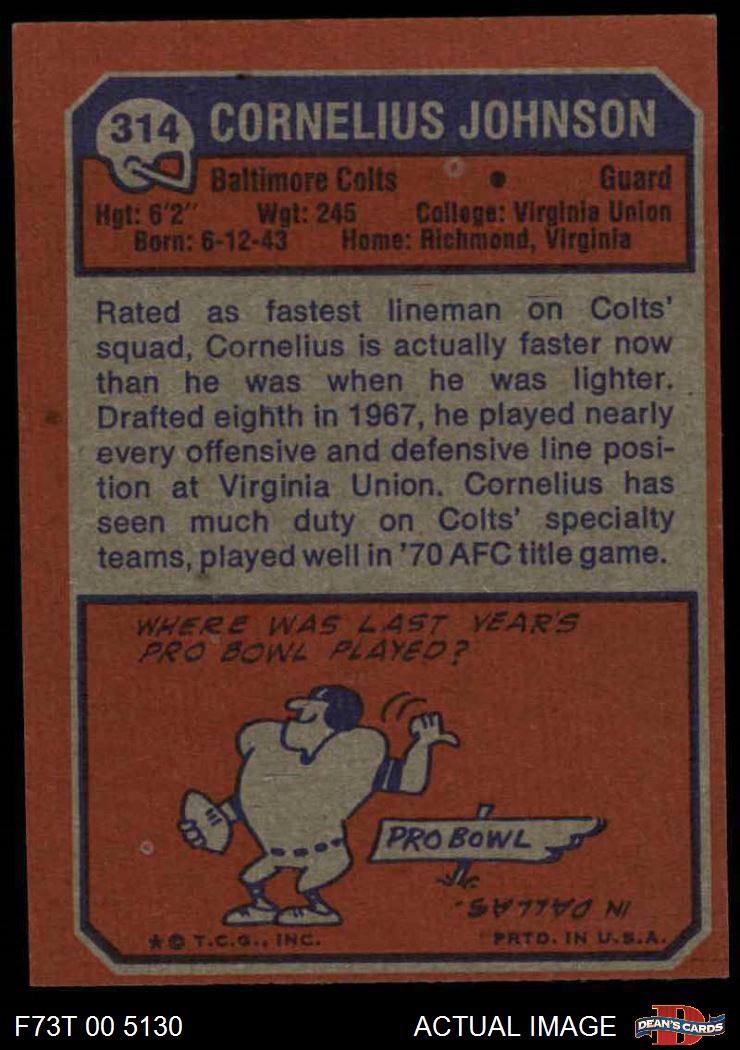 314 CORNELIUS JOHNSON
Baltimore Colts • Guard
Hgt: 6'2" Wgt: 245 College: Virginia Union
Born: 6-12-43 Home: Richmond, Virginia
Rated as fastest lineman on Colts'
squad, Cornelius is actually faster now
than he was when he was lighter.
Drafted eighth in 1967, he played nearly
every offensive and defensive line posi-
tion at Virginia Union. Cornelius has
seen much duty on Colts' specialty
teams, played well in '70 AFC title game.
WHERE WAS LAST YEAR'S
PRO BOWL PLAYED?
PRO BOWL
IN DALLAS.
★ © T.C.G., INC. PRTD. IN U.S.A.
F73T 00 5130 ACTUAL IMAGE D DEAN'S CARDS